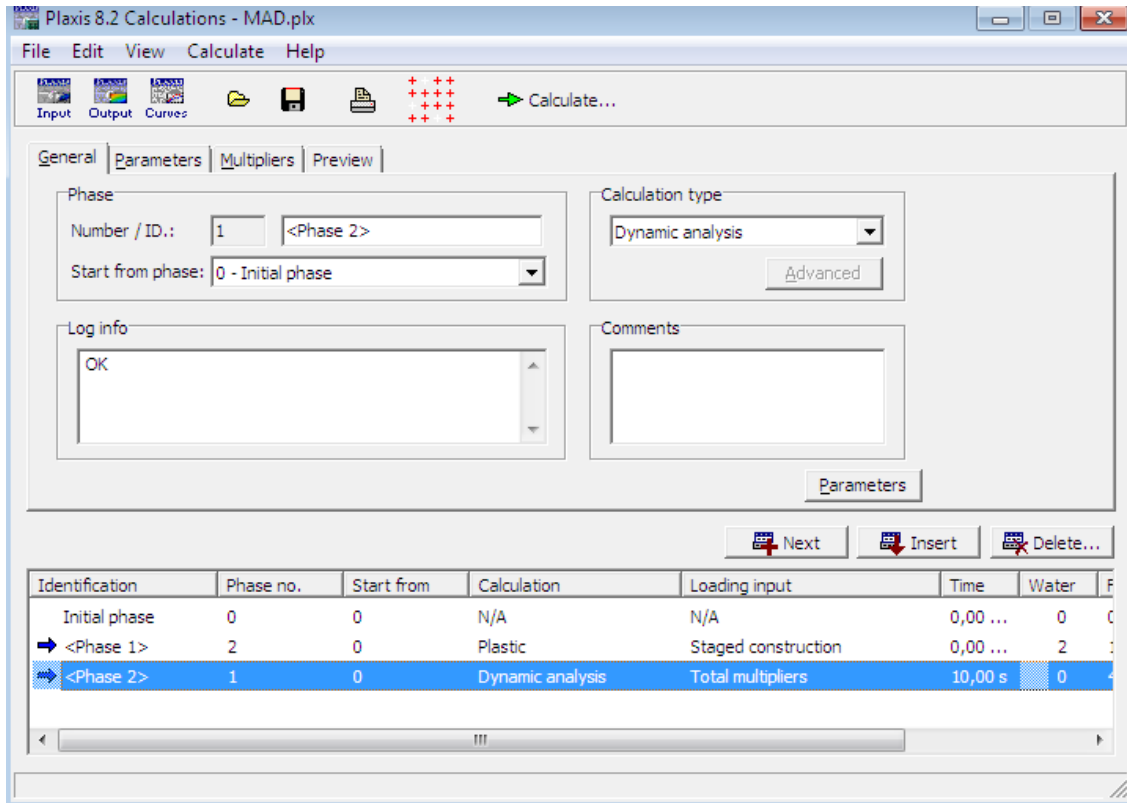 Plaxis 8.2 Calculations - MAD.plx
File Edit View Calculate Help
Input Output Curves Calculate...
General Parameters Multipliers Preview
Phase
Number / ID.: 1 <Phase 2>
Start from phase: 0 - Initial phase
Calculation type
Dynamic analysis
Advanced
Log info
OK
Comments
Parameters
Next Insert Delete...
Identification Phase no. Start from Calculation Loading input Time Water F
Initial phase 0 0 N/A N/A 0,00 ... 0
<Phase 1> 2 0 Plastic Staged construction 0,00 ... 2
<Phase 2> 1 0 Dynamic analysis Total multipliers 10,00 s 0